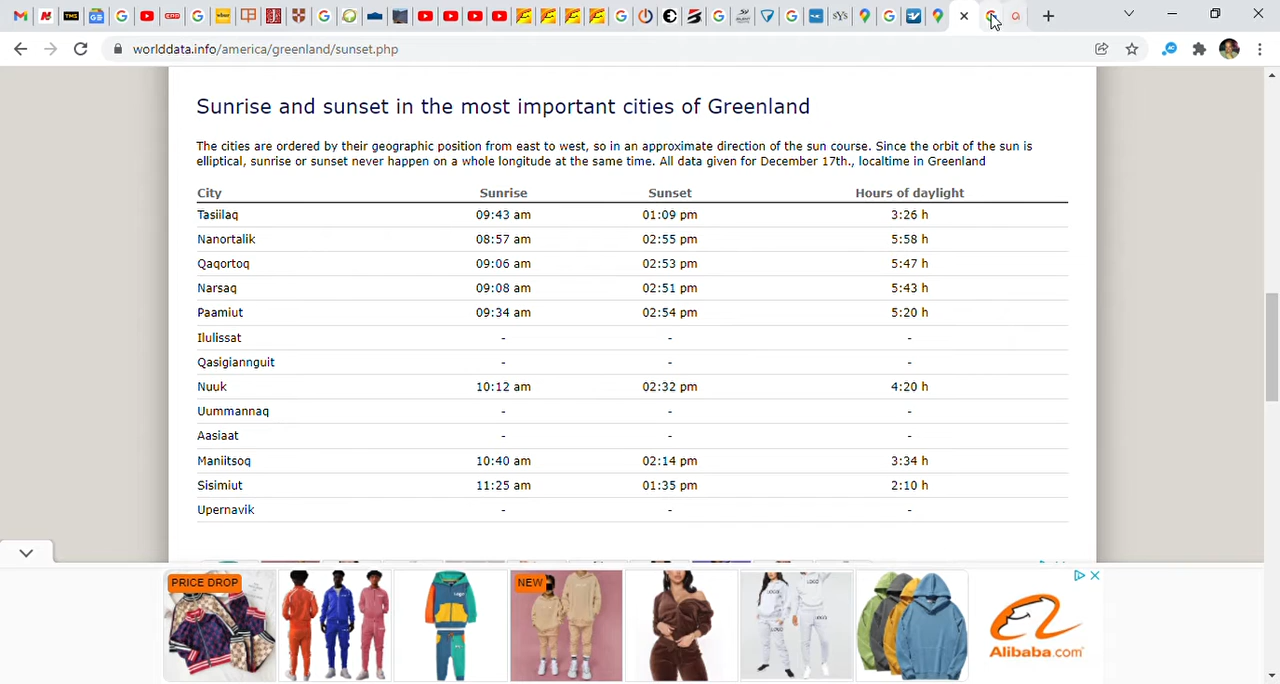 worlddata.info/america/greenland/sunset.php
Sunrise and sunset in the most important cities of Greenland
The cities are ordered by their geographic position from east to west, so in an approximate direction of the sun course. Since the orbit of the sun is
elliptical, sunrise or sunset never happen on a whole longitude at the same time. All data given for December 17th., localtime in Greenland
City Sunrise Sunset Hours of daylight
Tasiilaq 09:43 am 01:09 pm 3:26 h
Nanortalik 08:57 am 02:55 pm 5:58 h
Qaqortoq 09:06 am 02:53 pm 5:47 h
Narsaq 09:08 am 02:51 pm 5:43 h
Paamiut 09:34 am 02:54 pm 5:20 h
Ilulissat - - -
Qasigiannguit - - -
Nuuk 10:12 am 02:32 pm 4:20 h
Uummannaq - - -
Aasiaat - - -
Maniitsoq 10:40 am 02:14 pm 3:34 h
Sisimiut 11:25 am 01:35 pm 2:10 h
Upernavik - - -
PRICE DROP
NEW
LOGO
LOGO
Alibaba.com